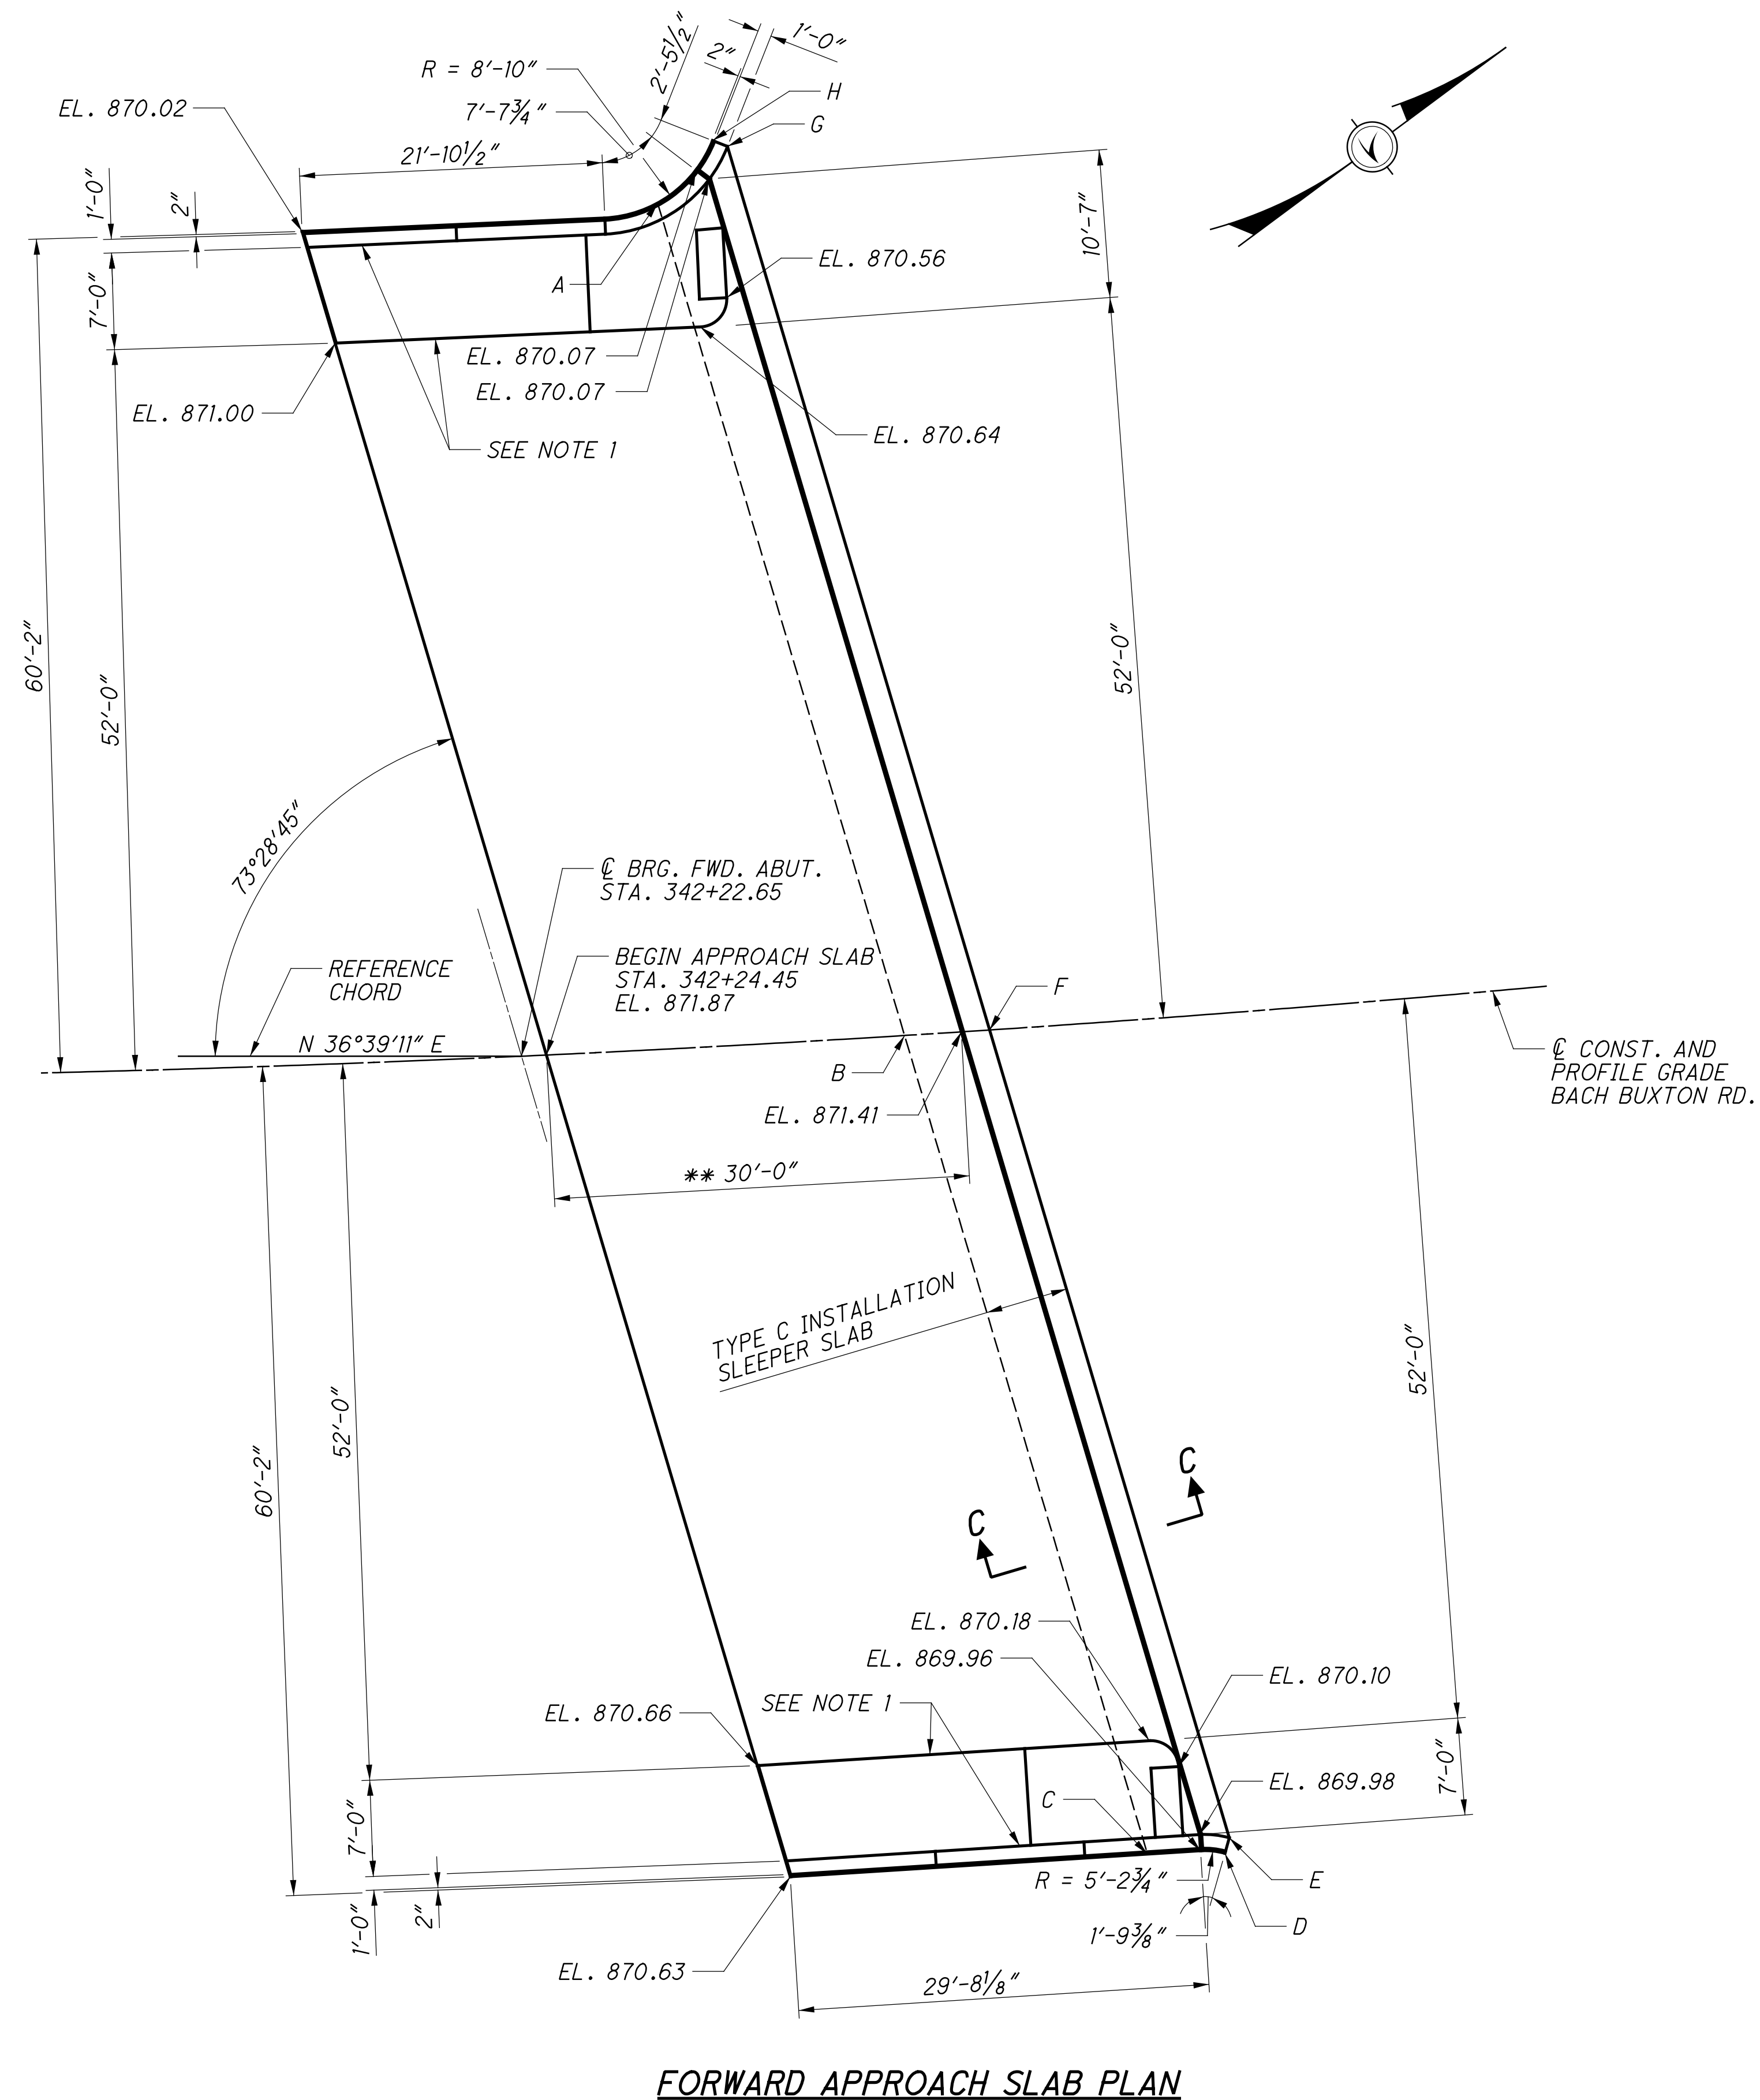 1'-0"
2'-5½"
2"
R = 8'-10"
H
EL. 870.02
7'-7¾"
G
21'-10½"
1'-0"
2"
10'-7"
EL. 870.56
A
7'-0"
EL. 870.07
EL. 870.07
EL. 871.00
EL. 870.64
SEE NOTE 1
60'-2"
52'-0"
52'-0"
73°28'45"
℄ BRG. FWD. ABUT.
STA. 342+22.65
BEGIN APPROACH SLAB
STA. 342+24.45
EL. 871.87
REFERENCE
CHORD
F
N 36°39'11" E
℄ CONST. AND
PROFILE GRADE
BACH BUXTON RD.
B
EL. 871.41
** 30'-0"
TYPE C INSTALLATION
SLEEPER SLAB
52'-0"
52'-0"
60'-2"
C
C
EL. 870.18
EL. 869.96
EL. 870.10
SEE NOTE 1
EL. 870.66
7'-0"
EL. 869.98
C
7'-0"
R = 5'-2¾"
E
1'-0"
2"
D
1'-9⅜"
EL. 870.63
29'-8⅛"
FORWARD APPROACH SLAB PLAN